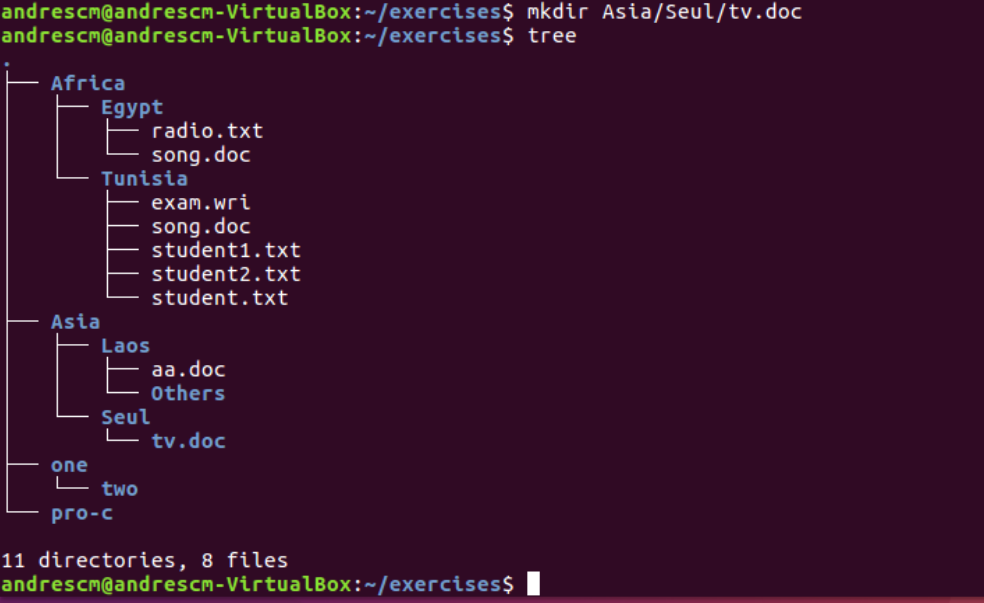 andrescm@andrescm-VirtualBox:~/exercises$ mkdir Asia/Seul/tv.doc
andrescm@andrescm-VirtualBox:~/exercises$ tree
.
├── Africa
│   ├── Egypt
│   │   ├── radio.txt
│   │   └── song.doc
│   └── Tunisia
│       ├── exam.wri
│       ├── song.doc
│       ├── student1.txt
│       ├── student2.txt
│       └── student.txt
├── Asia
│   ├── Laos
│   │   ├── aa.doc
│   │   └── Others
│   └── Seul
│       └── tv.doc
├── one
│   └── two
└── pro-c
11 directories, 8 files
andrescm@andrescm-VirtualBox:~/exercises$